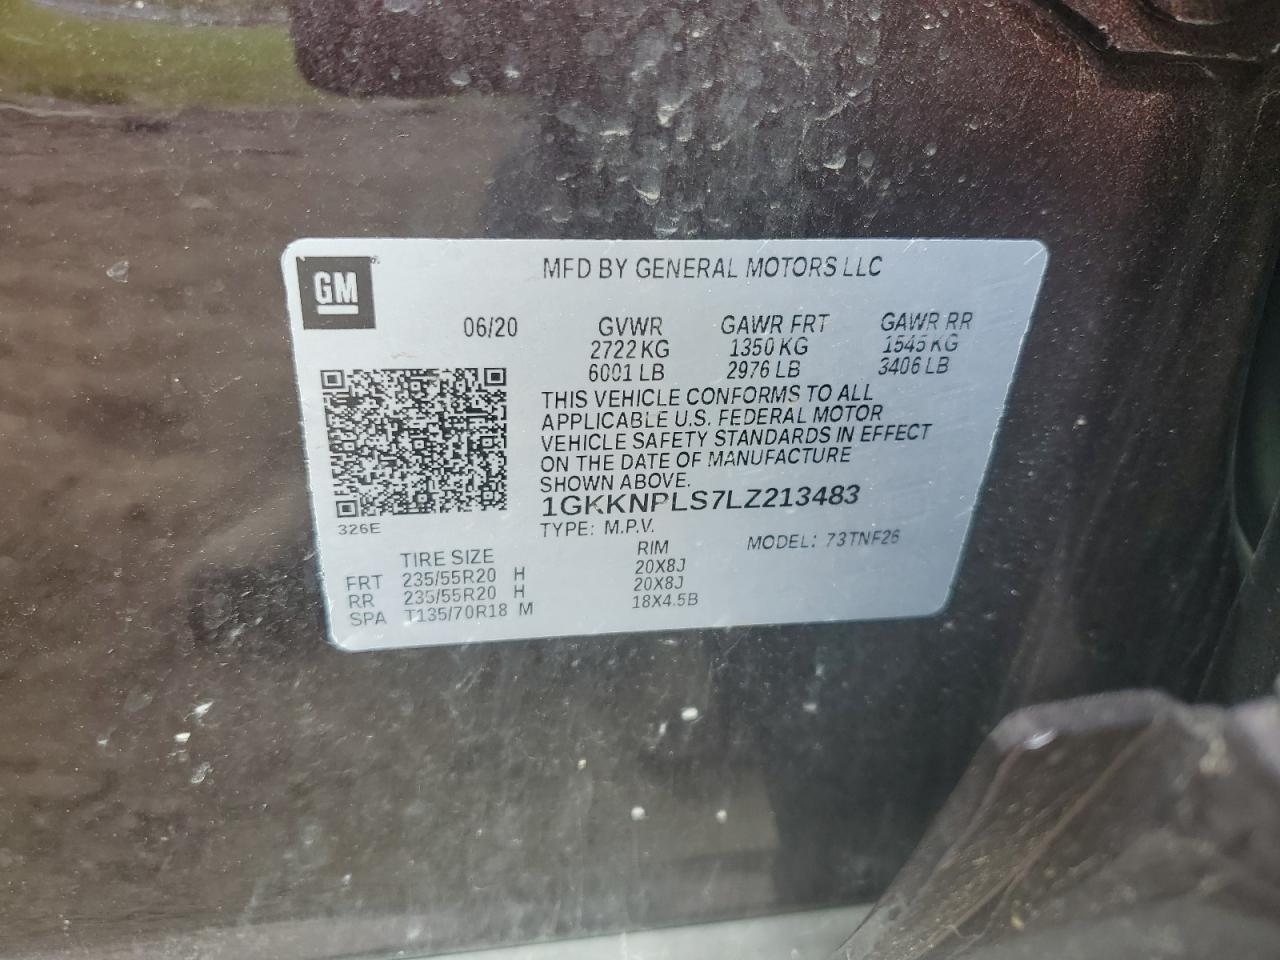 GM
MFD BY GENERAL MOTORS LLC
06/20 GVWR GAWR FRT GAWR RR
2722 KG 1350 KG 1545 KG
6001 LB 2976 LB 3406 LB
THIS VEHICLE CONFORMS TO ALL
APPLICABLE U.S. FEDERAL MOTOR
VEHICLE SAFETY STANDARDS IN EFFECT
ON THE DATE OF MANUFACTURE
SHOWN ABOVE.
1GKKNPLS7LZ213483
326E
TYPE: M.P.V. MODEL: 73TNF26
TIRE SIZE RIM
FRT 235/55R20 H 20X8J
RR 235/55R20 H 20X8J
SPA T135/70R18 M 18X4.5B